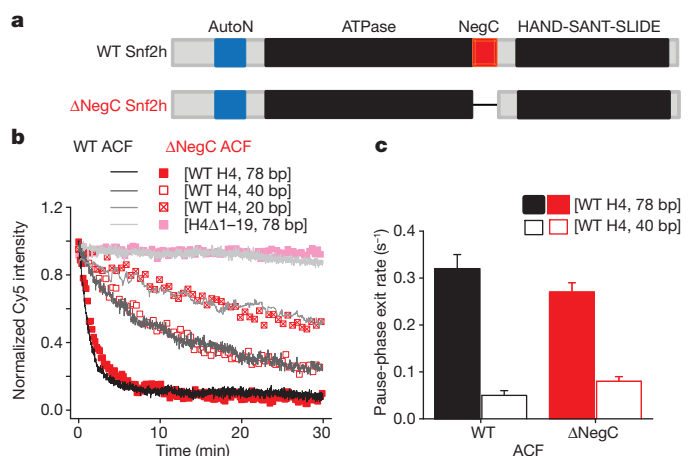 a
AutoN ATPase NegC HAND-SANT-SLIDE
WT Snf2h
ΔNegC Snf2h
b
WT ACF ΔNegC ACF
[WT H4, 78 bp]
[WT H4, 40 bp]
[WT H4, 20 bp]
[H4Δ1–19, 78 bp]
Normalized Cy5 intensity
1.2
0.8
0.4
0.0
0 10 20 30
Time (min)
c
[WT H4, 78 bp]
[WT H4, 40 bp]
Pause-phase exit rate (s⁻¹)
0.4
0.3
0.2
0.1
0.0
WT ΔNegC
ACF